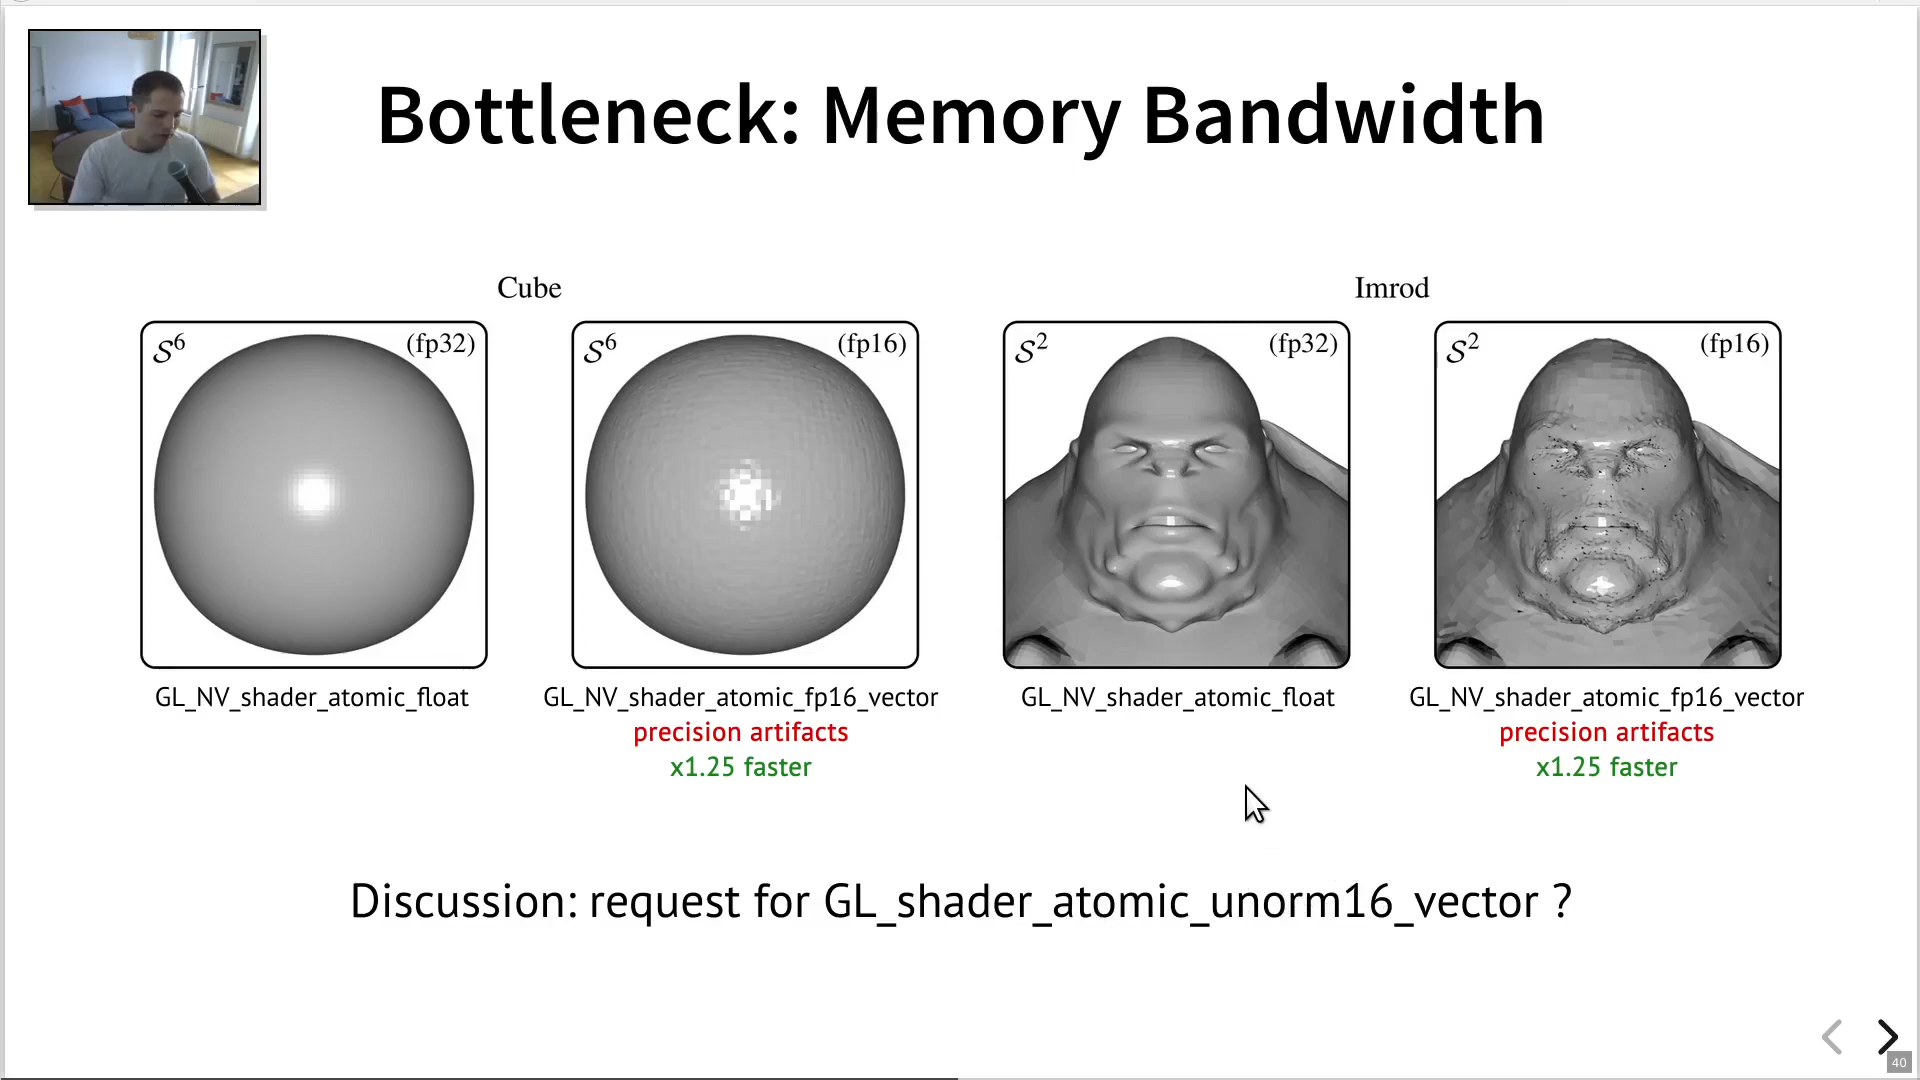 Bottleneck: Memory Bandwidth
Cube
Imrod
S⁶ (fp32)
S⁶ (fp16)
S² (fp32)
S² (fp16)
GL_NV_shader_atomic_float
GL_NV_shader_atomic_fp16_vector
precision artifacts
x1.25 faster
GL_NV_shader_atomic_float
GL_NV_shader_atomic_fp16_vector
precision artifacts
x1.25 faster
Discussion: request for GL_shader_atomic_unorm16_vector ?
40